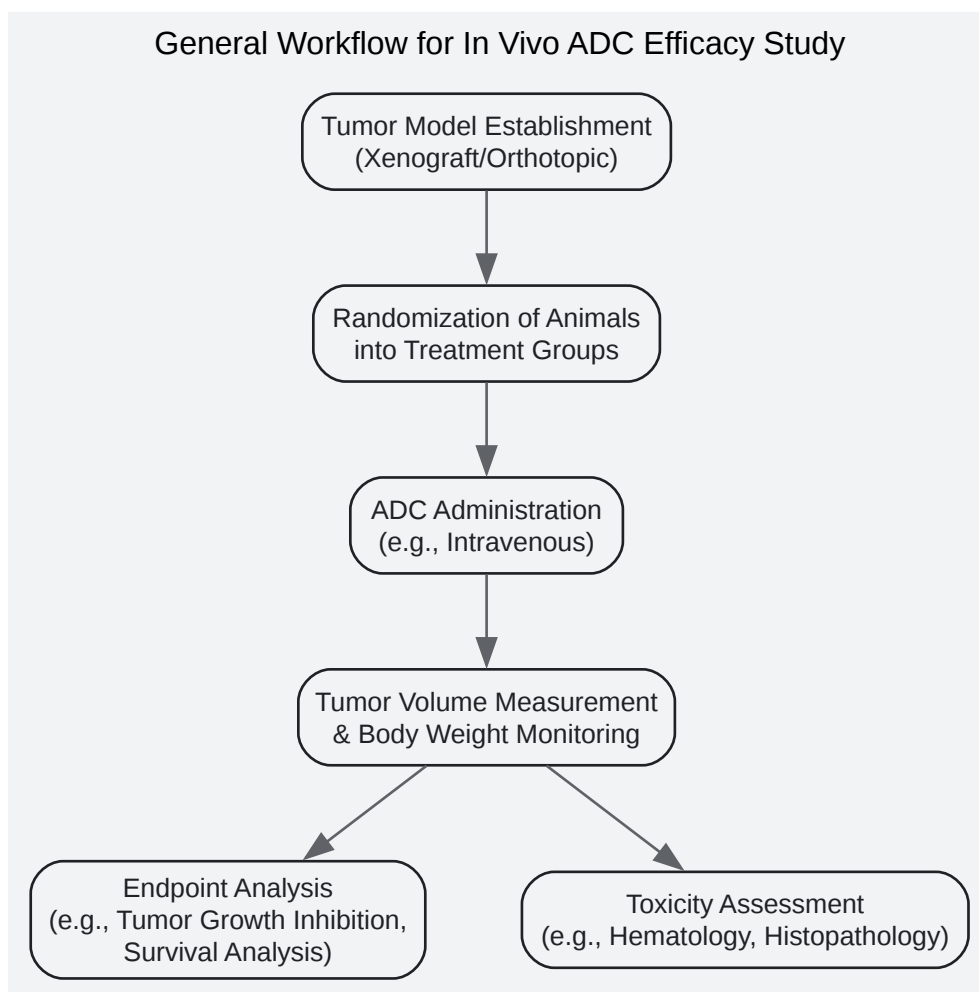 General Workflow for In Vivo ADC Efficacy Study
Tumor Model Establishment
(Xenograft/Orthotopic)
Randomization of Animals
into Treatment Groups
ADC Administration
(e.g., Intravenous)
Tumor Volume Measurement
& Body Weight Monitoring
Endpoint Analysis
(e.g., Tumor Growth Inhibition,
Survival Analysis)
Toxicity Assessment
(e.g., Hematology, Histopathology)